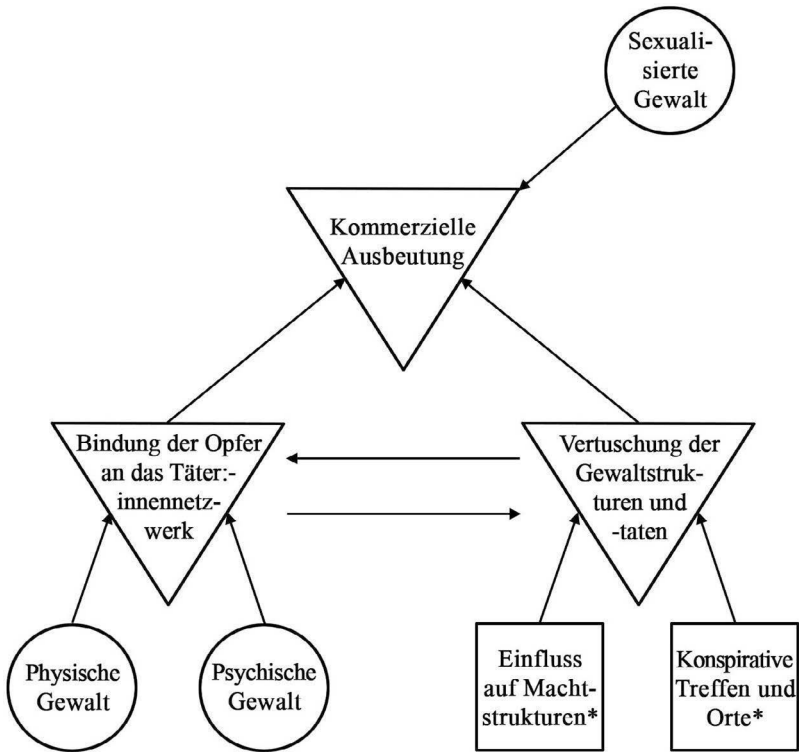 Sexuali-
sierte
Gewalt
Kommerzielle
Ausbeutung
Bindung der Opfer
an das Täter:-
innennetz-
werk
Vertuschung der
Gewaltstruk-
turen und
-taten
Physische
Gewalt
Psychische
Gewalt
Einfluss
auf Macht-
strukturen*
Konspirative
Treffen und
Orte*